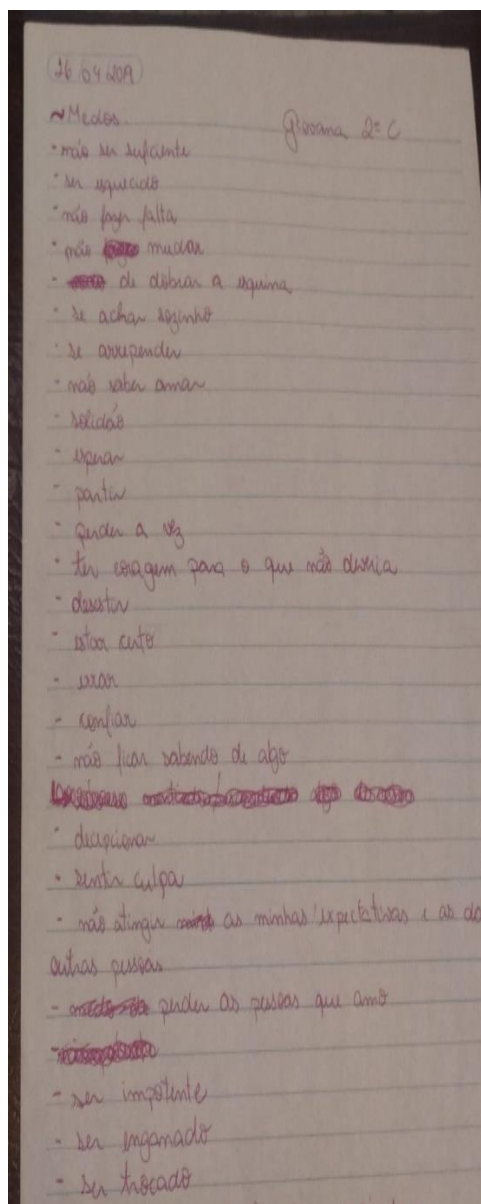 26/04/2019
~Medos. Giovana 2º C
- não ser suficiente
- ser esquecido
- não fazer falta
- não mudar
- de dobrar a esquina
- se achar sozinho
- se arrepender
- não saber amar
- solidão
- esperar
- partir
- perder a vez
- ter coragem para o que não deveria
- desistir
- estar certo
- errar
- confiar
- não ficar sabendo de algo
- decepcionar
- sentir culpa
- não atingir as minhas expectativas e as da
outras pessoas
- perder as pessoas que amo
- ser impotente
- ser enganado
- ser trocado